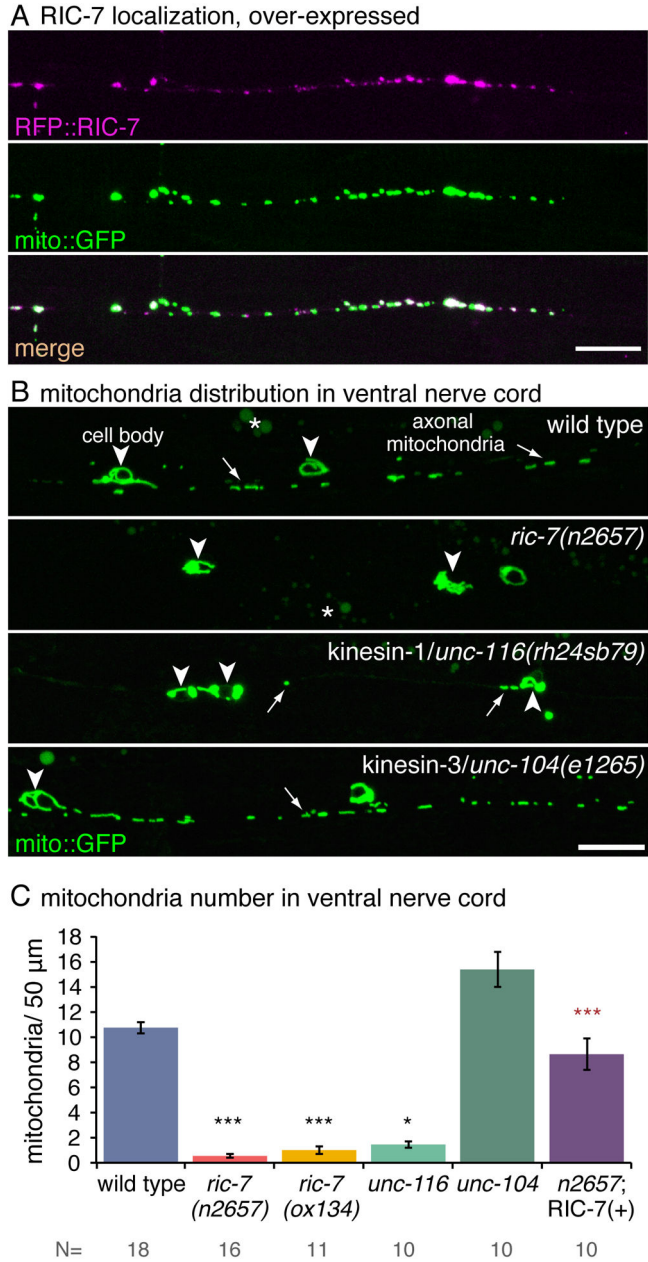 A RIC-7 localization, over-expressed
RFP::RIC-7
mito::GFP
merge
B mitochondria distribution in ventral nerve cord
cell body
*
axonal
mitochondria
wild type
ric-7(n2657)
*
kinesin-1/unc-116(rh24sb79)
kinesin-3/unc-104(e1265)
mito::GFP
C mitochondria number in ventral nerve cord
mitochondria/ 50 µm
18
16
14
12
10
8
6
4
2
0
***
***
*
***
wild type
ric-7
(n2657)
ric-7
(ox134)
unc-116
unc-104
n2657;
RIC-7(+)
N= 18 16 11 10 10 10